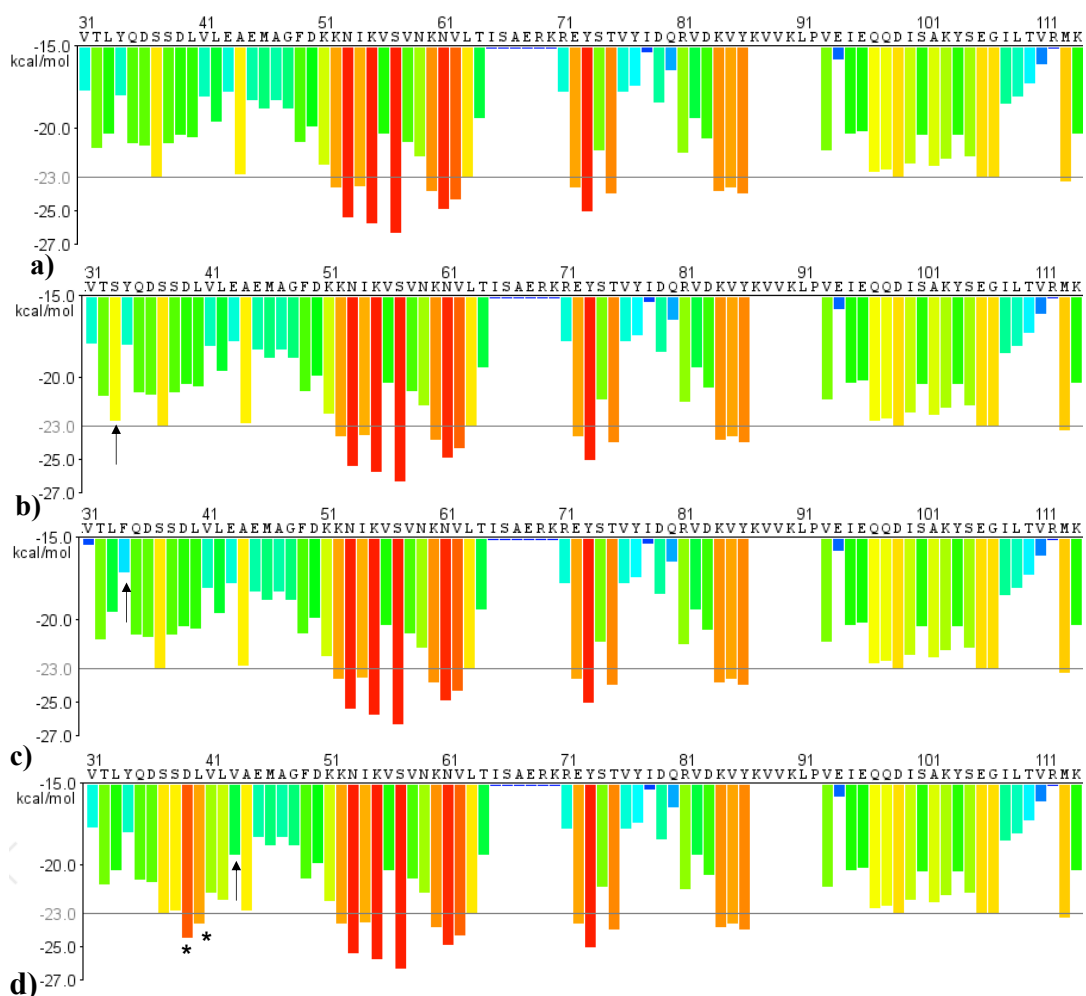 31 41 51 61 71 81 91 101 111
VTLYQDSSDLVLEAEMAGFDKKNIKVSVNKNVLTISAERKREYSTVYIDQRVDKVYKVVKLPVEIEQQDISAKYSEGILTVRMK
-15.0
kcal/mol
-20.0
-23.0
-25.0
-27.0
a)
31 41 51 61 71 81 91 101 111
VTSYQDSSDLVLEAEMAGFDKKNIKVSVNKNVLTISAERKREYSTVYIDQRVDKVYKVVKLPVEIEQQDISAKYSEGILTVRMK
-15.0
kcal/mol
-20.0
-23.0
-25.0
-27.0
b)
31 41 51 61 71 81 91 101 111
VTLFQDSSDLVLEAEMAGFDKKNIKVSVNKNVLTISAERKREYSTVYIDQRVDKVYKVVKLPVEIEQQDISAKYSEGILTVRMK
-15.0
kcal/mol
-20.0
-23.0
-25.0
-27.0
c)
31 41 51 61 71 81 91 101 111
VTLYQDSSDLVLVAEMAGFDKKNIKVSVNKNVLTISAERKREYSTVYIDQRVDKVYKVVKLPVEIEQQDISAKYSEGILTVRMK
-15.0
kcal/mol
-20.0
-23.0
* *
-25.0
-27.0
d)